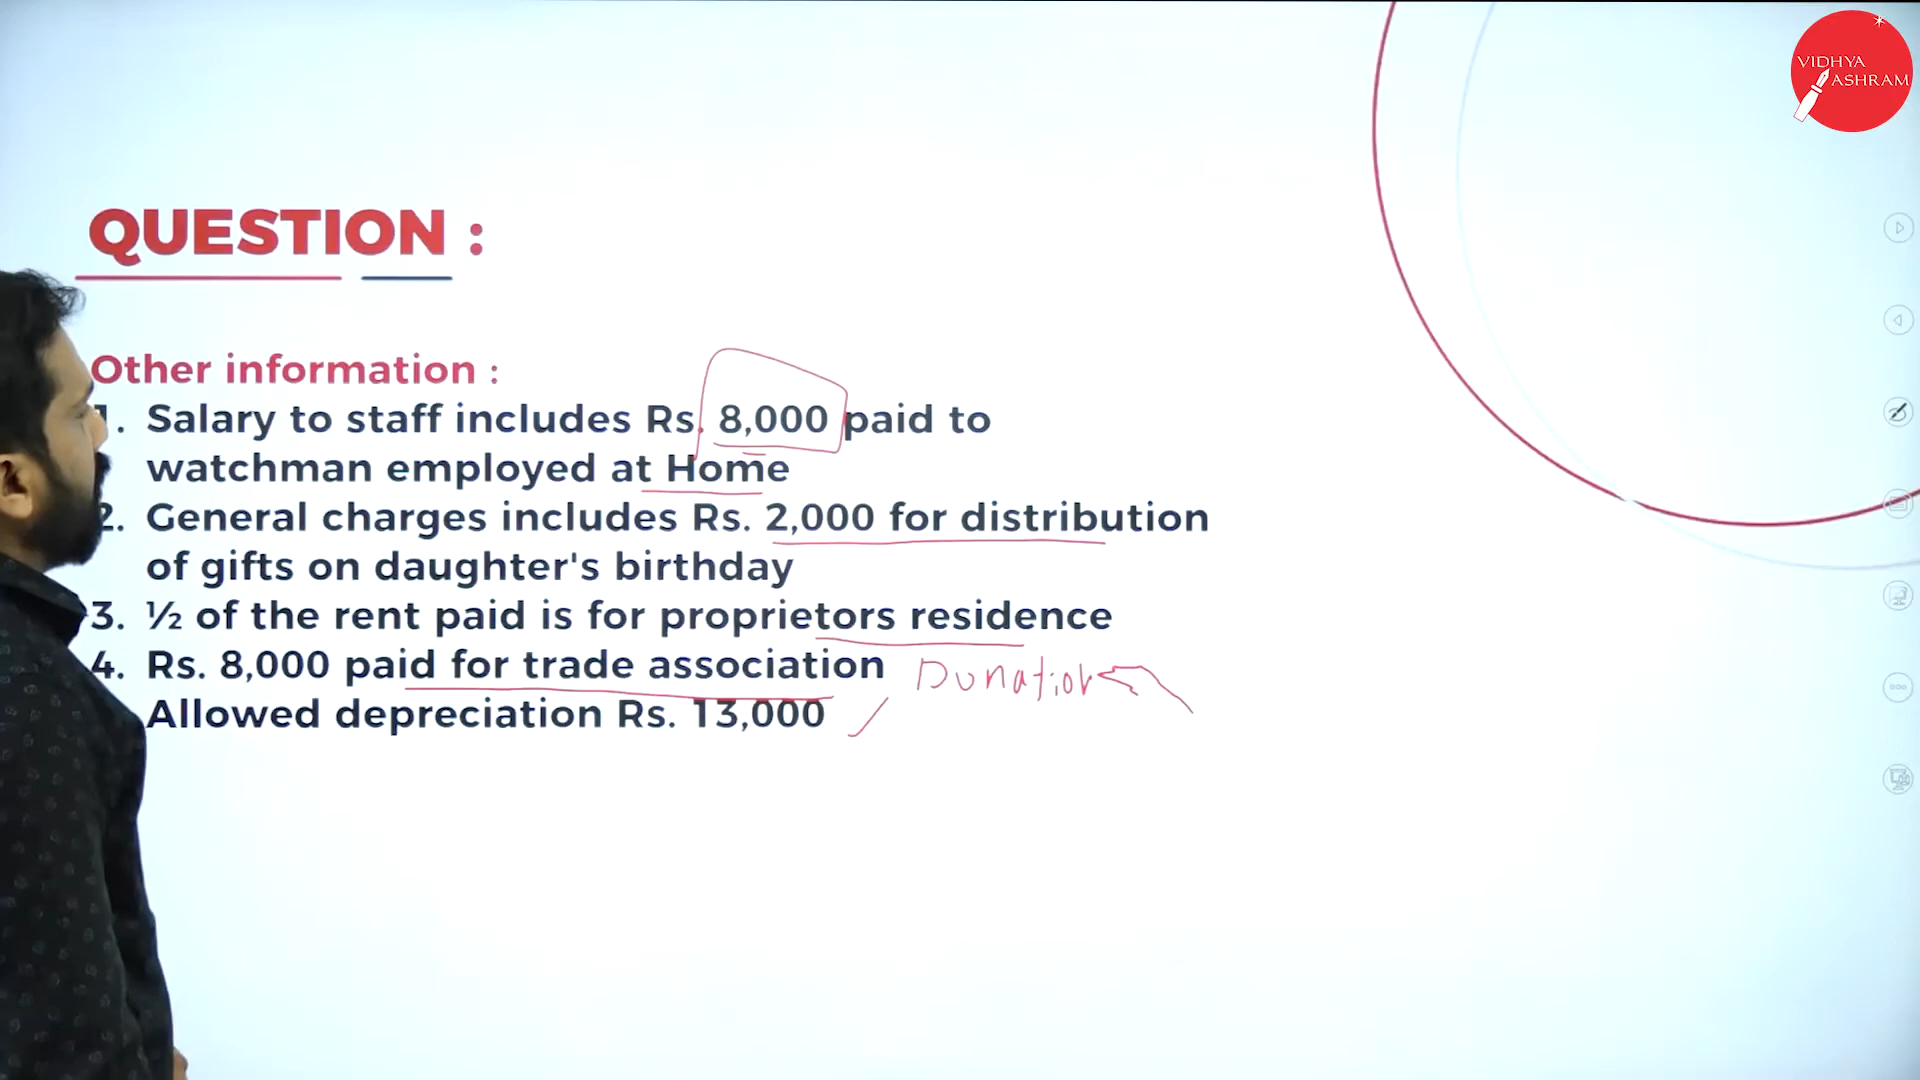 VIDHYA
ASHRAM
QUESTION :
Other information :
1. Salary to staff includes Rs. 8,000 paid to
watchman employed at Home
2. General charges includes Rs. 2,000 for distribution
of gifts on daughter's birthday
3. ½ of the rent paid is for proprietors residence
4. Rs. 8,000 paid for trade association Donation
Allowed depreciation Rs. 13,000